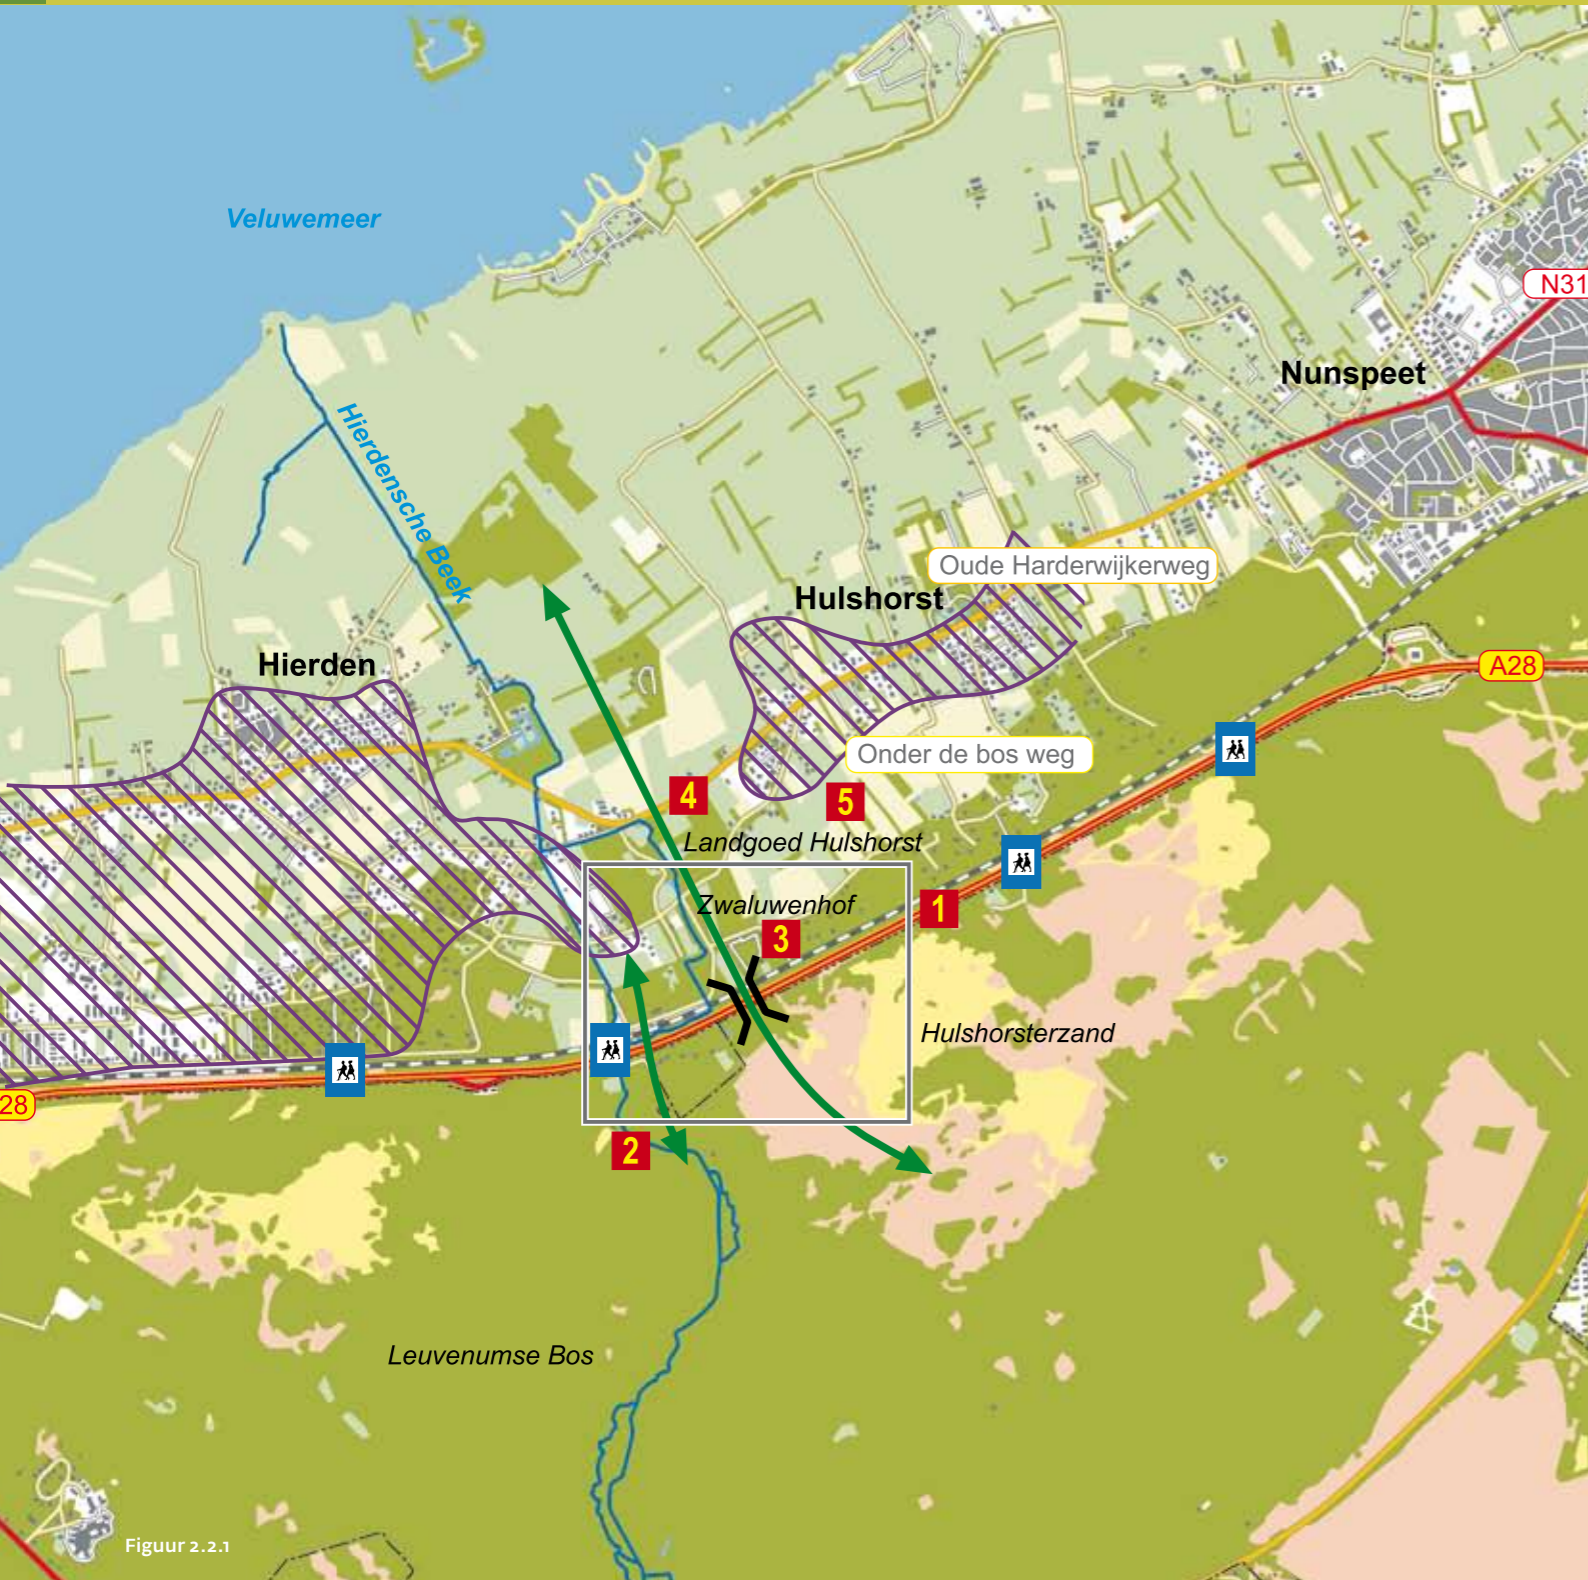 Veluwemeer
N31
Nunspeet
Hierdensche Beek
Oude Harderwijkerweg
Hulshorst
Hierden
A28
Onder de bos weg
4
5
Landgoed Hulshorst
Zwaluwenhof
1
3
Hulshorsterzand
28
2
Leuvenumse Bos
Figuur 2.2.1